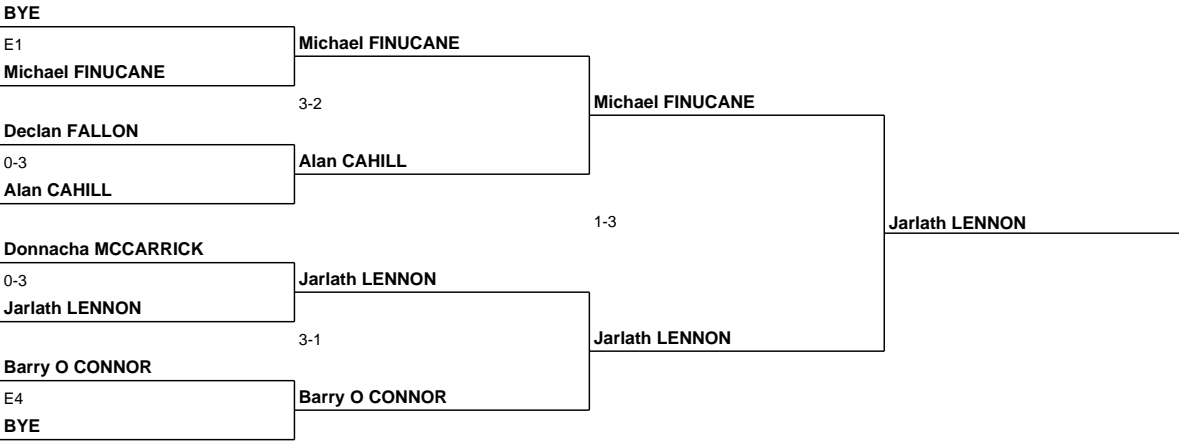 BYE
E1
Michael FINUCANE
Michael FINUCANE
3-2
Michael FINUCANE
Declan FALLON
0-3
Alan CAHILL
Alan CAHILL
1-3
Jarlath LENNON
Donnacha MCCARRICK
0-3
Jarlath LENNON
Jarlath LENNON
3-1
Jarlath LENNON
Barry O CONNOR
E4
Barry O CONNOR
BYE